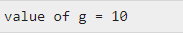 value of g = 10